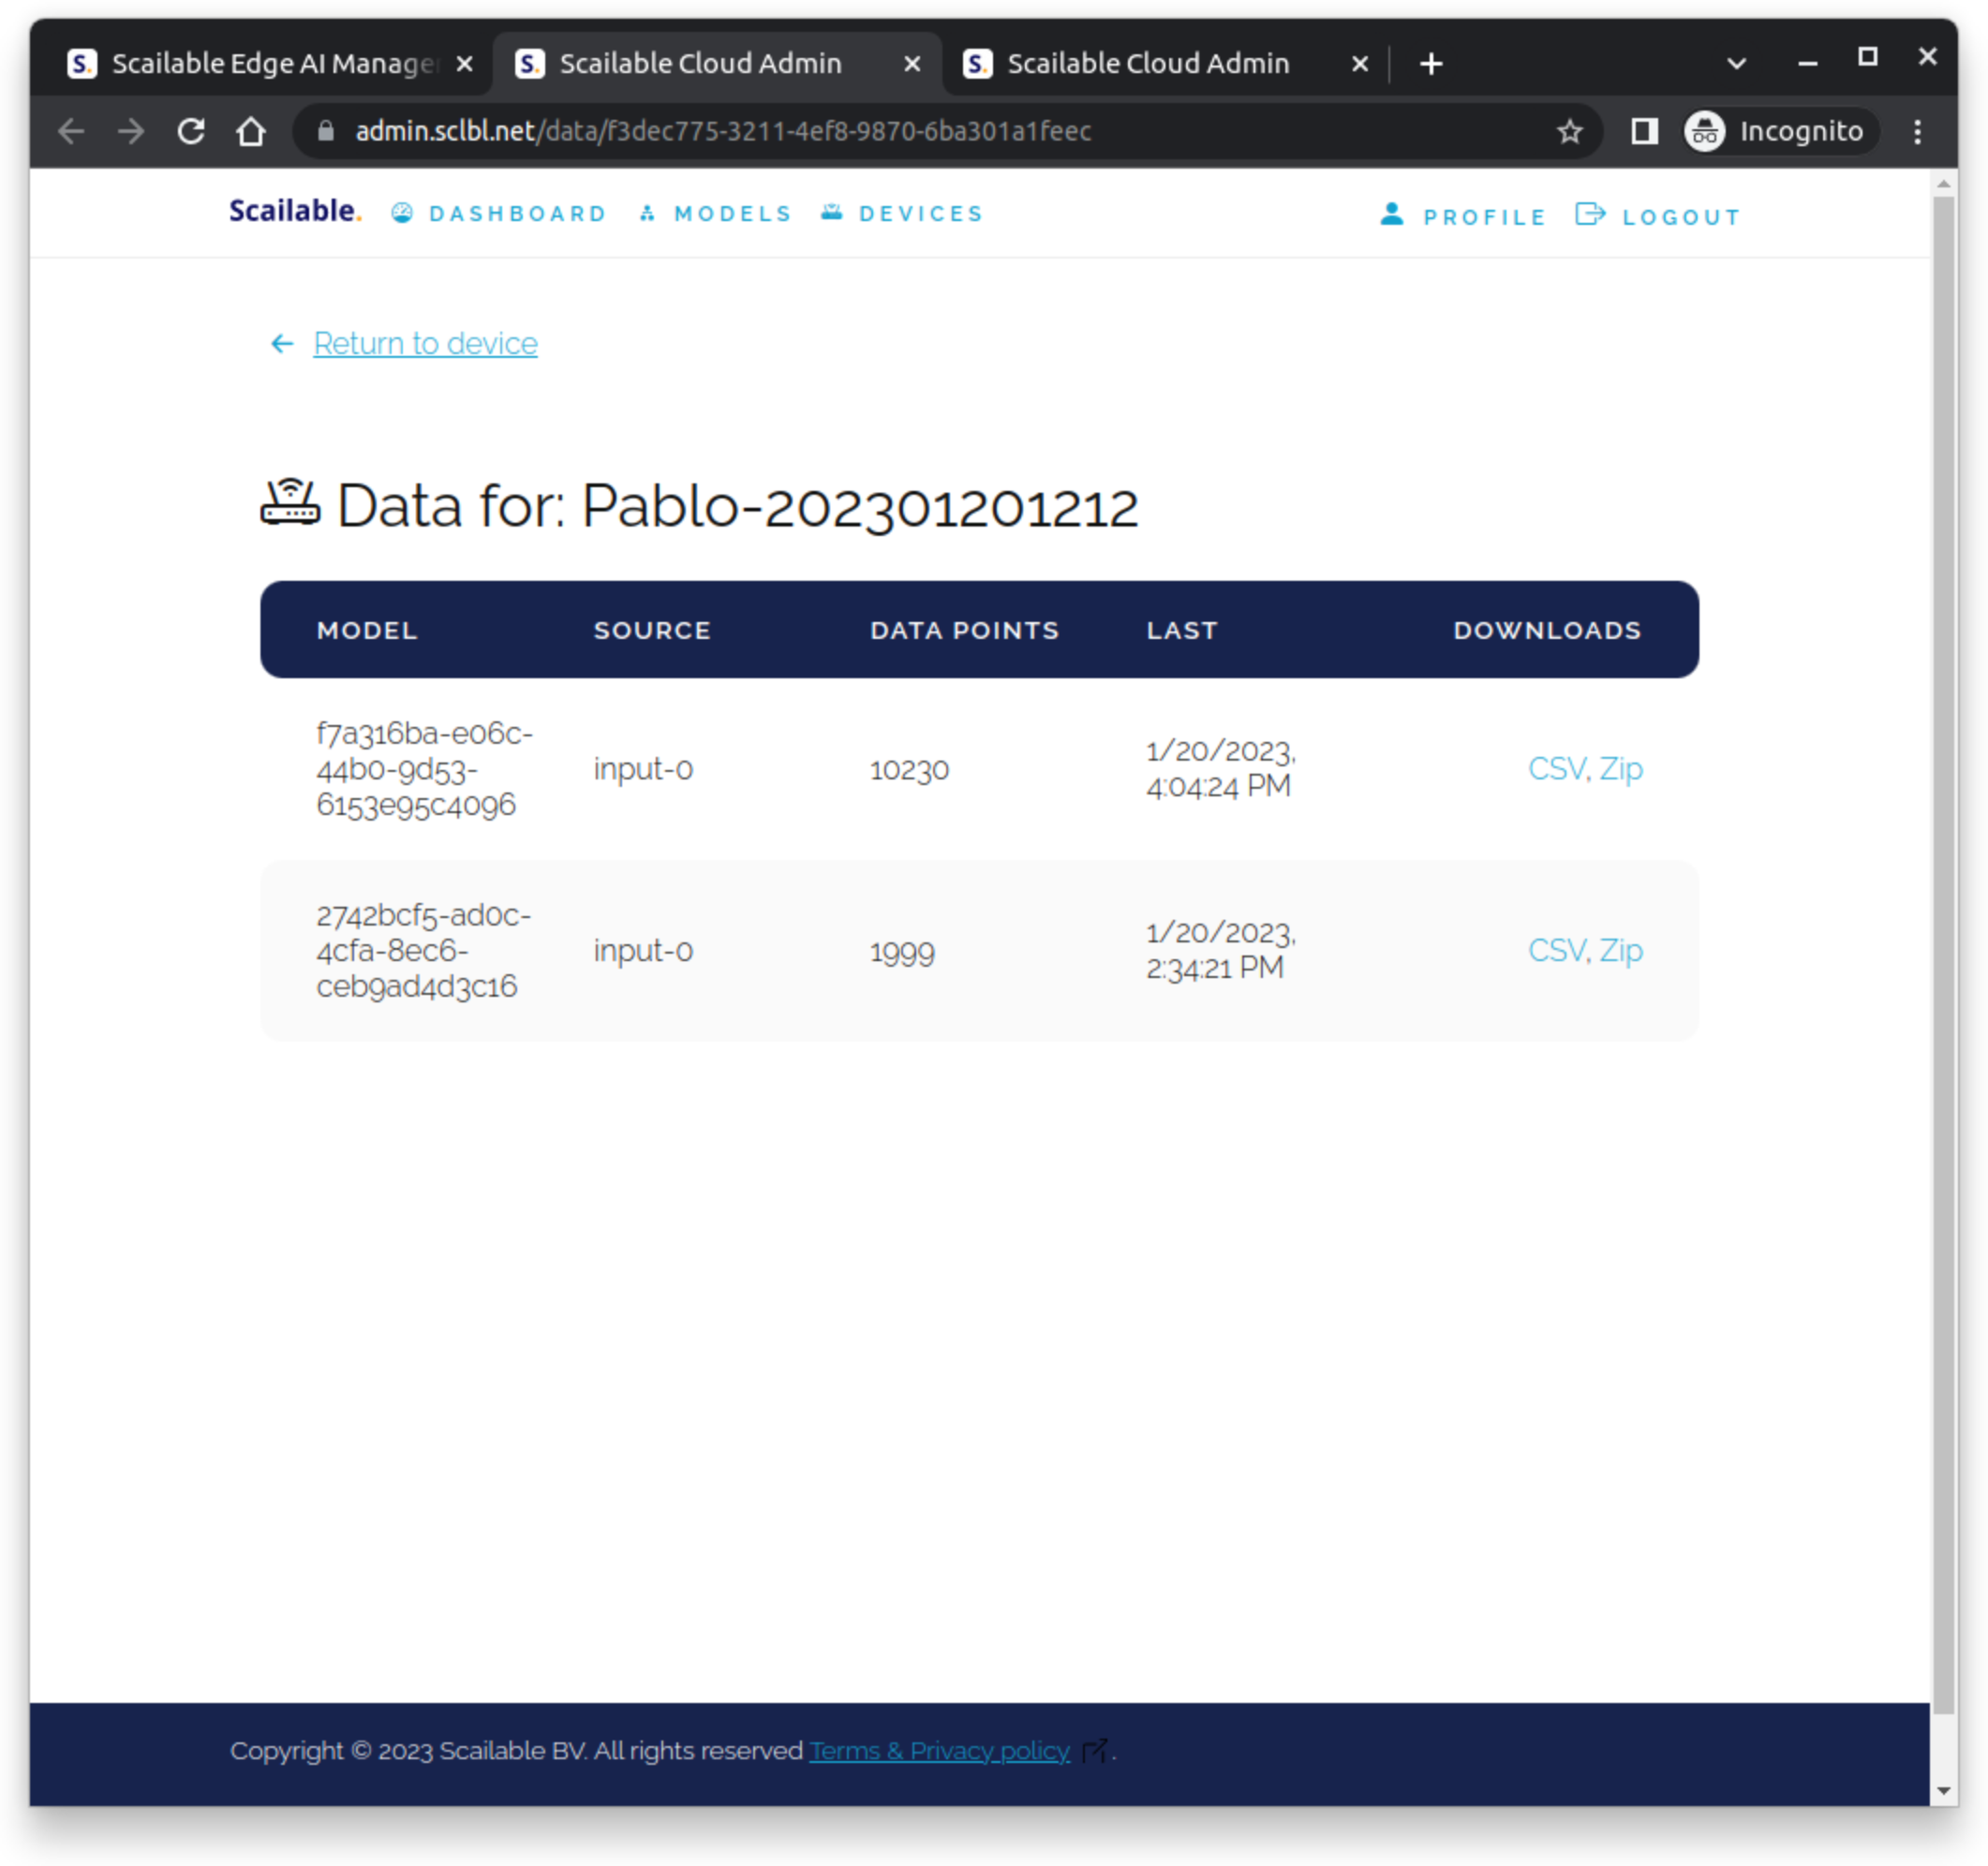 Scailable Edge AI Manage
Scailable Cloud Admin
Scailable Cloud Admin
admin.sclbl.net/data/f3dec775-3211-4ef8-9870-6ba301a1feec
Incognito
Scailable. DASHBOARD MODELS DEVICES PROFILE LOGOUT
Return to device
Data for: Pablo-202301201212
MODEL SOURCE DATA POINTS LAST DOWNLOADS
f7a316ba-e06c-
44b0-9d53-
6153e95c4096
input-0
10230
1/20/2023,
4:04:24 PM
CSV, Zip
2742bcf5-ad0c-
4cfa-8ec6-
ceb9ad4d3c16
input-0
1999
1/20/2023,
2:34:21 PM
CSV, Zip
Copyright © 2023 Scailable BV. All rights reserved Terms & Privacy policy .